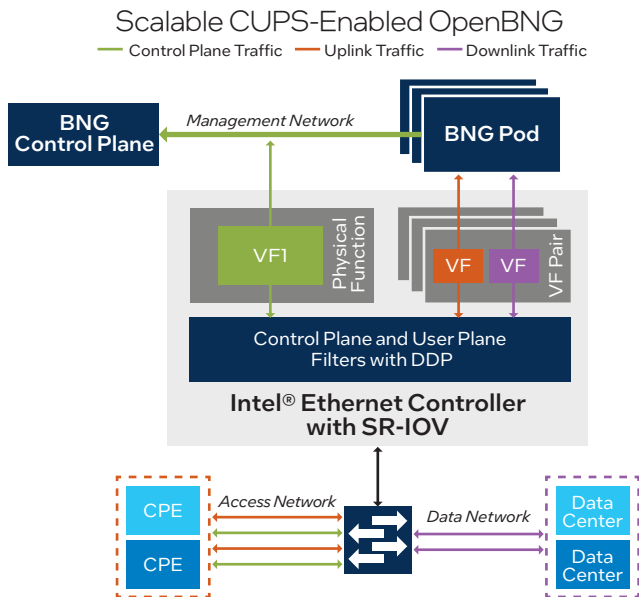 Scalable CUPS-Enabled OpenBNG
Control Plane Traffic
Uplink Traffic
Downlink Traffic
BNG
Control Plane
Management Network
BNG Pod
VF1
Physical
Function
VF
VF
VF Pair
Control Plane and User Plane
Filters with DDP
Intel® Ethernet Controller
with SR-IOV
CPE
CPE
Access Network
Data Network
Data
Center
Data
Center